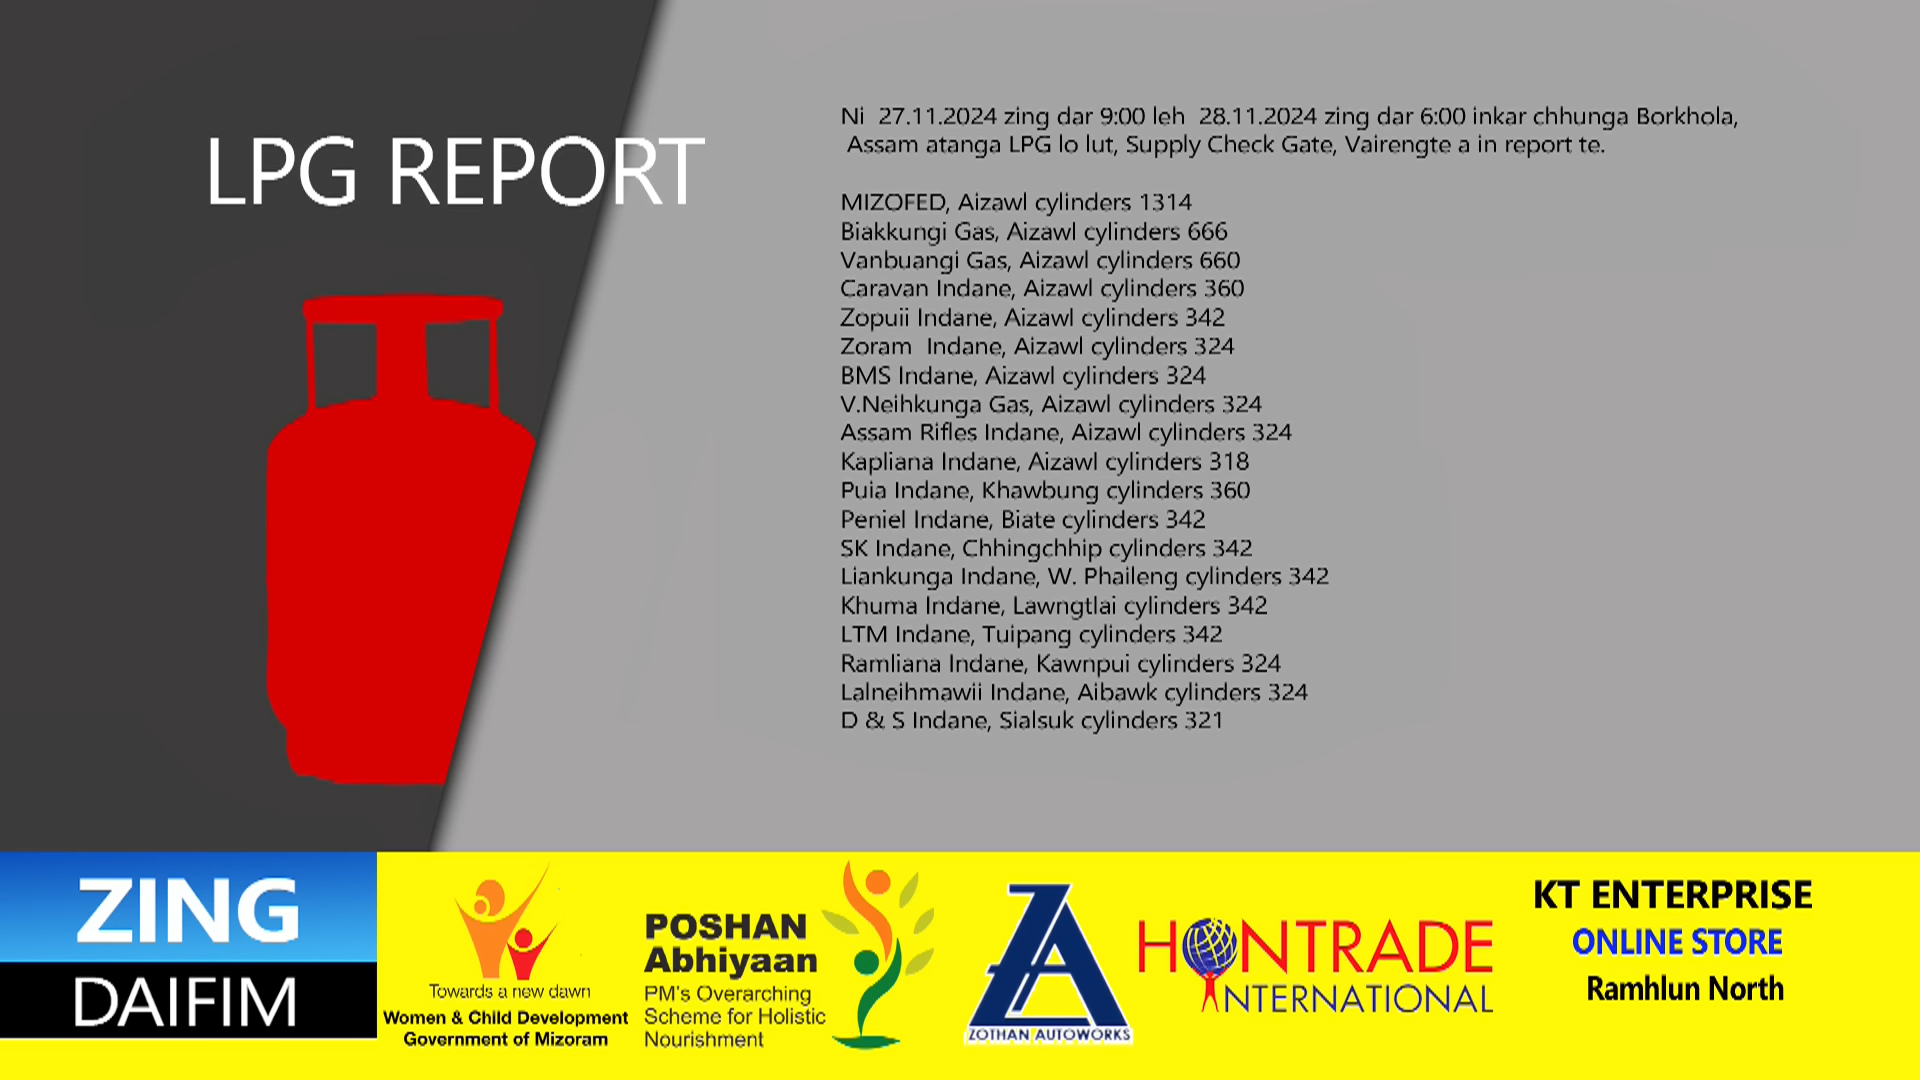 LPG REPORT
Ni 27.11.2024 zing dar 9:00 leh 28.11.2024 zing dar 6:00 inkar chhunga Borkhola,
Assam atanga LPG lo lut, Supply Check Gate, Vairengte a in report te.
MIZOFED, Aizawl cylinders 1314
Biakkungi Gas, Aizawl cylinders 666
Vanbuangi Gas, Aizawl cylinders 660
Caravan Indane, Aizawl cylinders 360
Zopuii Indane, Aizawl cylinders 342
Zoram Indane, Aizawl cylinders 324
BMS Indane, Aizawl cylinders 324
V.Neihkunga Gas, Aizawl cylinders 324
Assam Rifles Indane, Aizawl cylinders 324
Kapliana Indane, Aizawl cylinders 318
Puia Indane, Khawbung cylinders 360
Peniel Indane, Biate cylinders 342
SK Indane, Chhingchhip cylinders 342
Liankunga Indane, W. Phaileng cylinders 342
Khuma Indane, Lawngtlai cylinders 342
LTM Indane, Tuipang cylinders 342
Ramliana Indane, Kawnpui cylinders 324
Lalneihmawii Indane, Aibawk cylinders 324
D & S Indane, Sialsuk cylinders 321
ZING
DAIFIM
Towards a new dawn
Women & Child Development
Government of Mizoram
POSHAN
Abhiyaan
PM's Overarching
Scheme for Holistic
Nourishment
ZA
ZOTHAN AUTOWORKS
HONTRADE
INTERNATIONAL
KT ENTERPRISE
ONLINE STORE
Ramhlun North